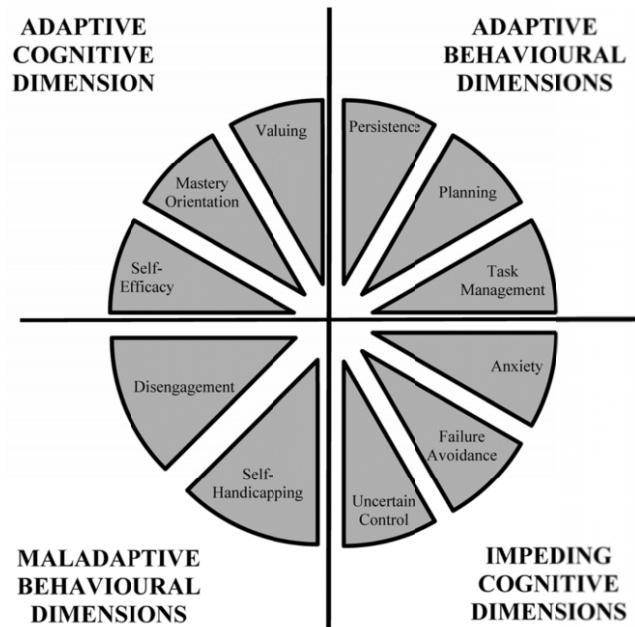 ADAPTIVE
COGNITIVE
DIMENSION
ADAPTIVE
BEHAVIOURAL
DIMENSIONS
Valuing
Persistence
Mastery
Orientation
Planning
Self-
Efficacy
Task
Management
Disengagement
Anxiety
Self-
Handicapping
Failure
Avoidance
Uncertain
Control
MALADAPTIVE
BEHAVIOURAL
DIMENSIONS
IMPEDING
COGNITIVE
DIMENSIONS